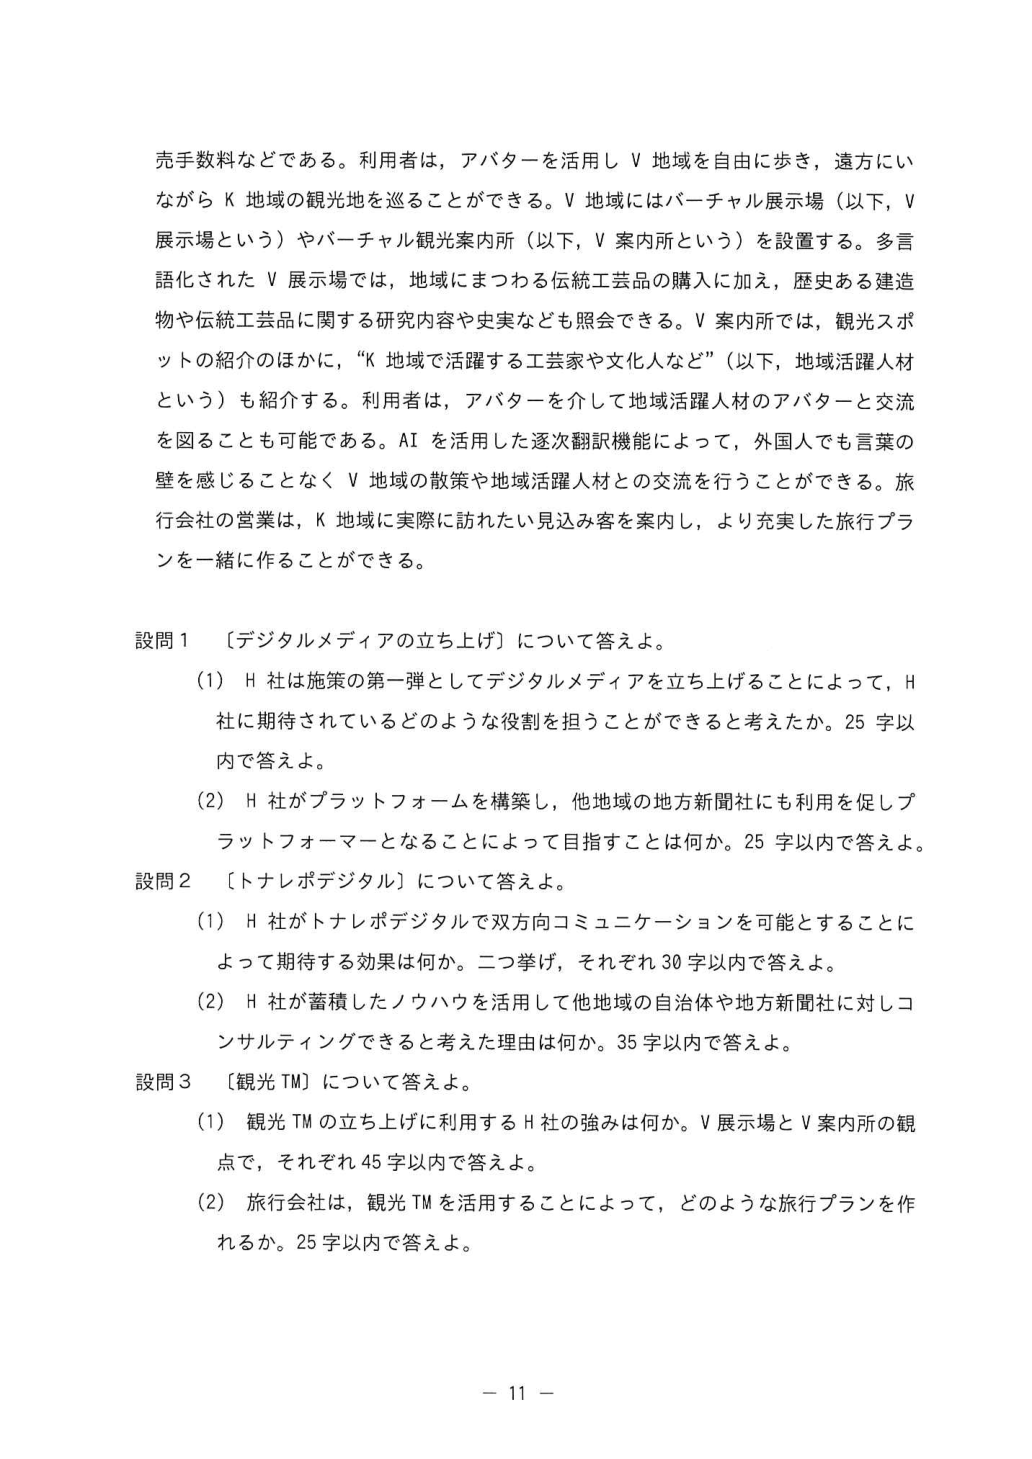 売手数料などである。利用者は，アバターを活用し V 地域を自由に歩き，遠方にい
ながら K 地域の観光地を巡ることができる。V 地域にはバーチャル展示場（以下，V
展示場という）やバーチャル観光案内所（以下，V 案内所という）を設置する。多言
語化された V 展示場では，地域にまつわる伝統工芸品の購入に加え，歴史ある建造
物や伝統工芸品に関する研究内容や史実なども照会できる。V 案内所では，観光スポ
ットの紹介のほかに，“K 地域で活躍する工芸家や文化人など”（以下，地域活躍人材
という）も紹介する。利用者は，アバターを介して地域活躍人材のアバターと交流
を図ることも可能である。AI を活用した逐次翻訳機能によって，外国人でも言葉の
壁を感じることなく V 地域の散策や地域活躍人材との交流を行うことができる。旅
行会社の営業は，K 地域に実際に訪れたい見込み客を案内し，より充実した旅行プラ
ンを一緒に作ることができる。
設問１　〔デジタルメディアの立ち上げ〕について答えよ。
(1)　H 社は施策の第一弾としてデジタルメディアを立ち上げることによって，H
社に期待されているどのような役割を担うことができると考えたか。25 字以
内で答えよ。
(2)　H 社がプラットフォームを構築し，他地域の地方新聞社にも利用を促しプ
ラットフォーマーとなることによって目指すことは何か。25 字以内で答えよ。
設問２　〔トナレポデジタル〕について答えよ。
(1)　H 社がトナレポデジタルで双方向コミュニケーションを可能とすることに
よって期待する効果は何か。二つ挙げ，それぞれ 30 字以内で答えよ。
(2)　H 社が蓄積したノウハウを活用して他地域の自治体や地方新聞社に対しコ
ンサルティングできると考えた理由は何か。35 字以内で答えよ。
設問３　〔観光 TM〕について答えよ。
(1)　観光 TM の立ち上げに利用する H 社の強みは何か。V 展示場と V 案内所の観
点で，それぞれ 45 字以内で答えよ。
(2)　旅行会社は，観光 TM を活用することによって，どのような旅行プランを作
れるか。25 字以内で答えよ。
－ 11 －